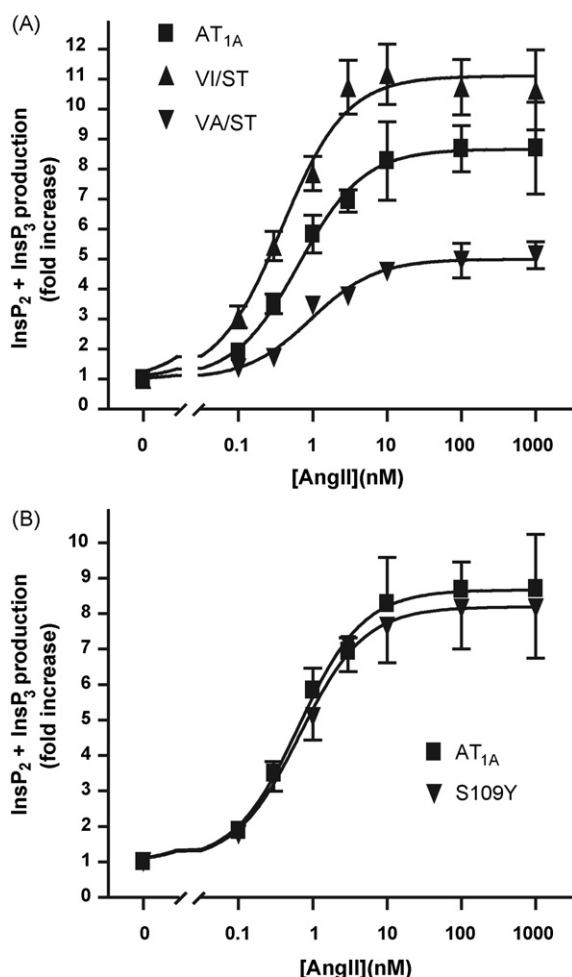 (A)
AT1A
VI/ST
VA/ST
InsP2 + InsP3 production
(fold increase)
12
11
10
9
8
7
6
5
4
3
2
1
0
0 0.1 1 10 100 1000
[AngII](nM)
(B)
InsP2 + InsP3 production
(fold increase)
10
9
8
7
6
5
4
3
2
1
0
AT1A
S109Y
0 0.1 1 10 100 1000
[AngII](nM)